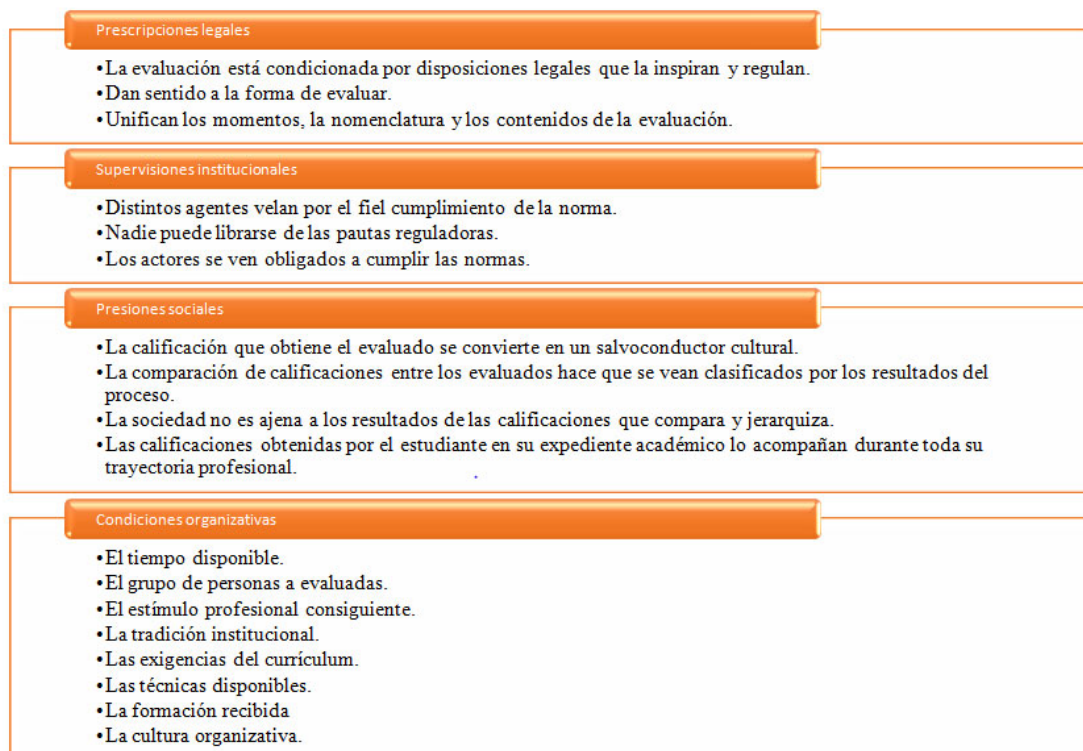 Prescripciones legales
•La evaluación está condicionada por disposiciones legales que la inspiran y regulan.
•Dan sentido a la forma de evaluar.
•Unifican los momentos, la nomenclatura y los contenidos de la evaluación.
Supervisiones institucionales
•Distintos agentes velan por el fiel cumplimiento de la norma.
•Nadie puede librarse de las pautas reguladoras.
•Los actores se ven obligados a cumplir las normas.
Presiones sociales
•La calificación que obtiene el evaluado se convierte en un salvoconductor cultural.
•La comparación de calificaciones entre los evaluados hace que se vean clasificados por los resultados del
proceso.
•La sociedad no es ajena a los resultados de las calificaciones que compara y jerarquiza.
•Las calificaciones obtenidas por el estudiante en su expediente académico lo acompañan durante toda su
trayectoria profesional.
Condiciones organizativas
•El tiempo disponible.
•El grupo de personas a evaluadas.
•El estímulo profesional consiguiente.
•La tradición institucional.
•Las exigencias del currículum.
•Las técnicas disponibles.
•La formación recibida
•La cultura organizativa.